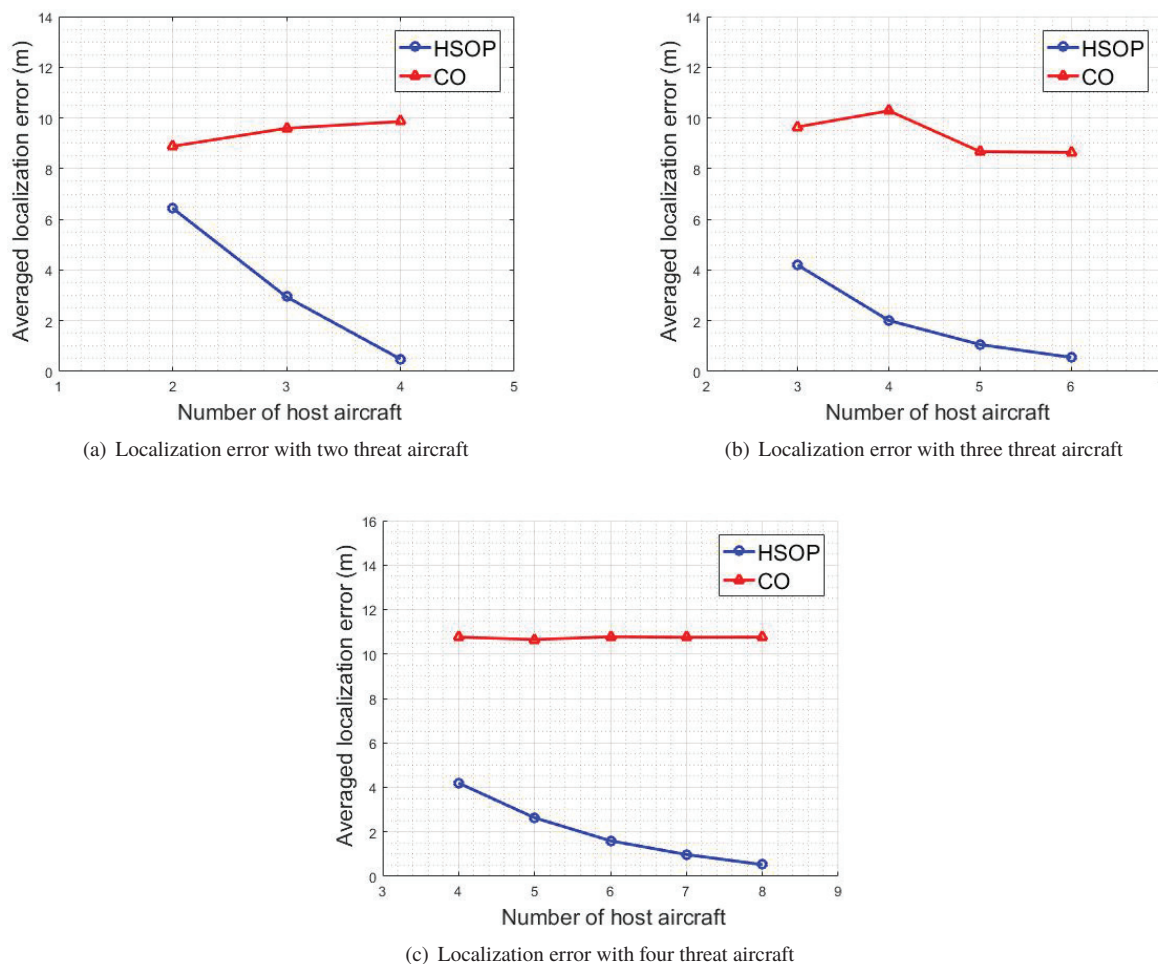 14
12
10
8
6
4
2
0
Averaged localization error (m)
HSOP
CO
1 2 3 4 5
Number of host aircraft
(a) Localization error with two threat aircraft
14
12
10
8
6
4
2
0
Averaged localization error (m)
HSOP
CO
2 3 4 5 6
Number of host aircraft
(b) Localization error with three threat aircraft
16
14
12
10
8
6
4
2
0
Averaged localization error (m)
HSOP
CO
3 4 5 6 7 8 9
Number of host aircraft
(c) Localization error with four threat aircraft